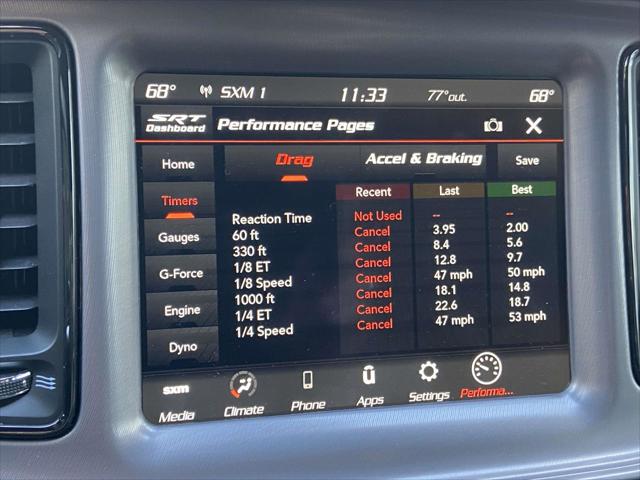 68° SXM 1 11:33 77°out. 68°
SRT Dashboard Performance Pages
Home Drag Accel & Braking Save
Timers Recent Last Best
Reaction Time Not Used -- --
Gauges 60 ft Cancel 3.95 2.00
330 ft Cancel 8.4 5.6
G-Force 1/8 ET Cancel 12.8 9.7
1/8 Speed Cancel 47 mph 50 mph
Engine 1000 ft Cancel 18.1 14.8
1/4 ET Cancel 22.6 18.7
Dyno 1/4 Speed Cancel 47 mph 53 mph
sxm
Media Climate Phone Apps Settings Performa...